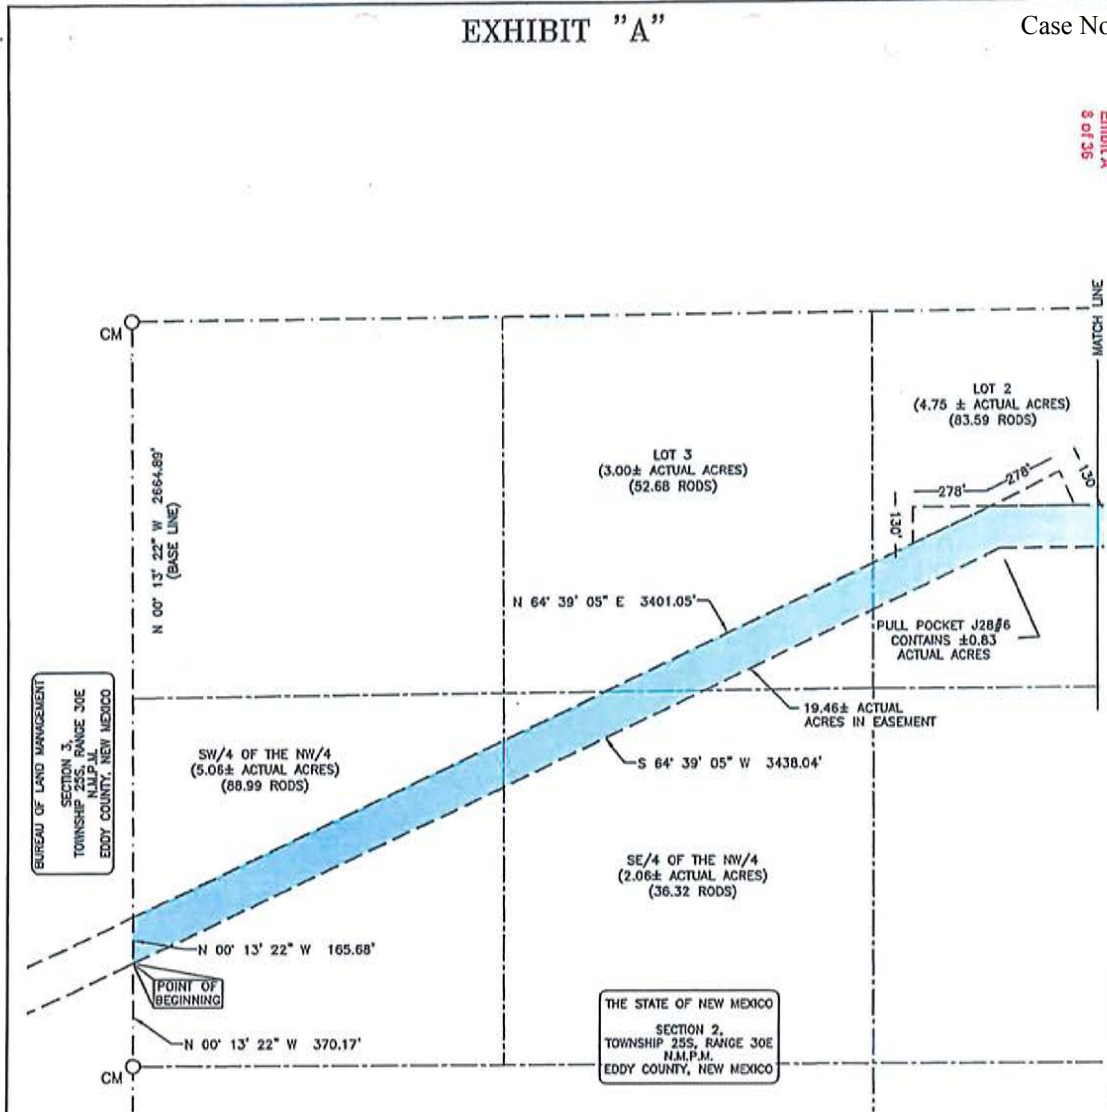 EXHIBIT "A"
Case No
8 of 36
MATCH LINE
CM
LOT 2
(4.75 ± ACTUAL ACRES)
(83.59 RODS)
LOT 3
(3.00± ACTUAL ACRES)
(52.68 RODS)
N 00° 13' 22" W 2664.89'
(BASE LINE)
278'
278'
130'
130'
N 64° 39' 05" E 3401.05'
PULL POCKET J28#6
CONTAINS ±0.83
ACTUAL ACRES
19.46± ACTUAL
ACRES IN EASEMENT
BUREAU OF LAND MANAGEMENT
SECTION 3,
TOWNSHIP 25S, RANGE 30E
N.M.P.M.
EDDY COUNTY, NEW MEXICO
SW/4 OF THE NW/4
(5.06± ACTUAL ACRES)
(88.99 RODS)
S 64° 39' 05" W 3438.04'
SE/4 OF THE NW/4
(2.06± ACTUAL ACRES)
(36.32 RODS)
N 00° 13' 22" W 165.68'
POINT OF
BEGINNING
THE STATE OF NEW MEXICO
SECTION 2,
TOWNSHIP 25S, RANGE 30E
N.M.P.M.
EDDY COUNTY, NEW MEXICO
N 00° 13' 22" W 370.17'
CM